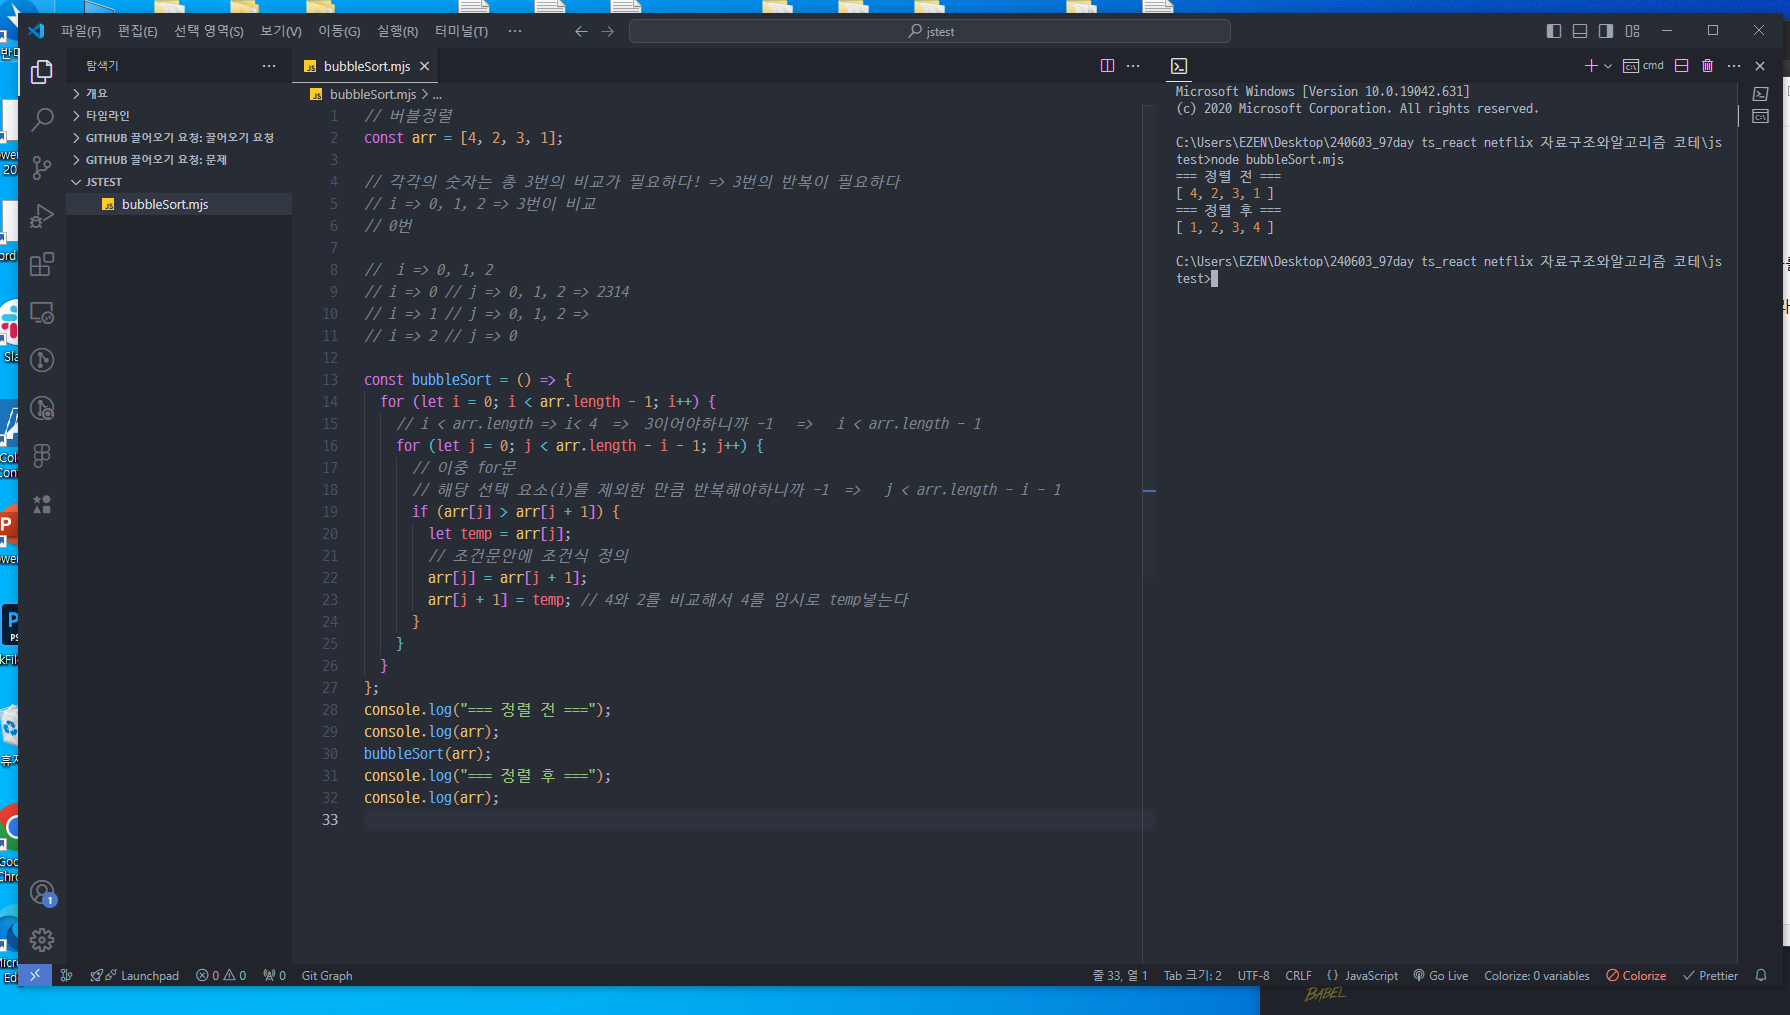 파일(F) 편집(E) 선택 영역(S) 보기(V) 이동(G) 실행(R) 터미널(T) ···
jstest
탐색기
개요
타임라인
GITHUB 끌어오기 요청: 끌어오기 요청
GITHUB 끌어오기 요청: 문제
JSTEST
bubbleSort.mjs
bubbleSort.mjs
bubbleSort.mjs > ...
1 // 버블정렬
2 const arr = [4, 2, 3, 1];
3
4 // 각각의 숫자는 총 3번의 비교가 필요하다! => 3번의 반복이 필요하다
5 // i => 0, 1, 2 => 3번이 비교
6 // 0번
7
8 //  i => 0, 1, 2
9 // i => 0 // j => 0, 1, 2 => 2314
10 // i => 1 // j => 0, 1, 2 =>
11 // i => 2 // j => 0
12
13 const bubbleSort = () => {
14   for (let i = 0; i < arr.length - 1; i++) {
15     // i < arr.length => i< 4  =>  3이어야하니까 -1   =>   i < arr.length - 1
16     for (let j = 0; j < arr.length - i - 1; j++) {
17       // 이중 for문
18       // 해당 선택 요소(i)를 제외한 만큼 반복해야하니까 -1  =>   j < arr.length - i - 1
19       if (arr[j] > arr[j + 1]) {
20         let temp = arr[j];
21         // 조건문안에 조건식 정의
22         arr[j] = arr[j + 1];
23         arr[j + 1] = temp; // 4와 2를 비교해서 4를 임시로 temp넣는다
24       }
25     }
26   }
27 };
28 console.log("=== 정렬 전 ===");
29 console.log(arr);
30 bubbleSort(arr);
31 console.log("=== 정렬 후 ===");
32 console.log(arr);
33
cmd
Microsoft Windows [Version 10.0.19042.631]
(c) 2020 Microsoft Corporation. All rights reserved.
C:\Users\EZEN\Desktop\240603_97day ts_react netflix 자료구조와알고리즘 코테\js
test>node bubbleSort.mjs
=== 정렬 전 ===
[ 4, 2, 3, 1 ]
=== 정렬 후 ===
[ 1, 2, 3, 4 ]
C:\Users\EZEN\Desktop\240603_97day ts_react netflix 자료구조와알고리즘 코테\js
test>
1
Launchpad 0 0 0 Git Graph
줄 33, 열 1 Tab 크기: 2 UTF-8 CRLF {} JavaScript Go Live Colorize: 0 variables Colorize Prettier
BABEL